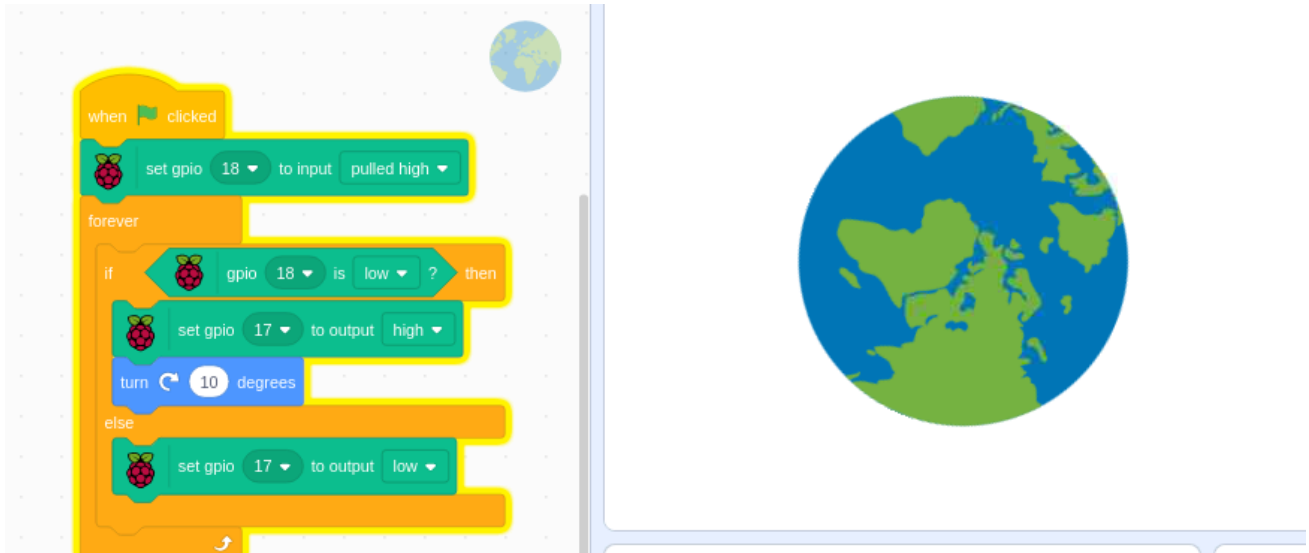 when clicked
set gpio 18 to input pulled high
forever
if gpio 18 is low ? then
set gpio 17 to output high
turn 10 degrees
else
set gpio 17 to output low